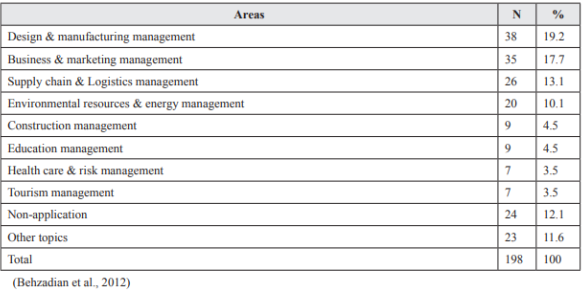 Areas N %
Design & manufacturing management 38 19.2
Business & marketing management 35 17.7
Supply chain & Logistics management 26 13.1
Environmental resources & energy management 20 10.1
Construction management 9 4.5
Education management 9 4.5
Health care & risk management 7 3.5
Tourism management 7 3.5
Non-application 24 12.1
Other topics 23 11.6
Total 198 100
(Behzadian et al., 2012)